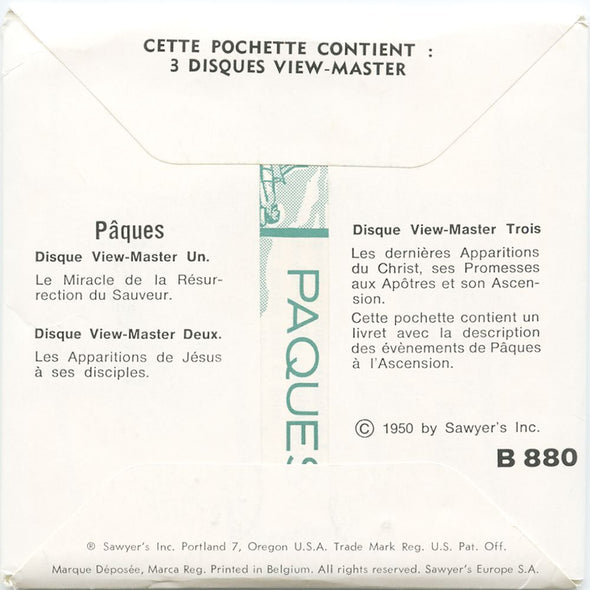 CETTE POCHETTE CONTIENT :
3 DISQUES VIEW-MASTER
Pâques
Disque View-Master Un.
Le Miracle de la Résur-
rection du Sauveur.
Disque View-Master Deux.
Les Apparitions de Jésus
à ses disciples.
PAQUES
Disque View-Master Trois
Les dernières Apparitions
du Christ, ses Promesses
aux Apôtres et son Ascen-
sion.
Cette pochette contient un
livret avec la description
des évènements de Pâques
à l'Ascension.
© 1950 by Sawyer's Inc.
B 880
® Sawyer's Inc. Portland 7, Oregon U.S.A. Trade Mark Reg. U.S. Pat. Off.
Marque Déposée, Marca Reg. Printed in Belgium. All rights reserved. Sawyer's Europe S.A.